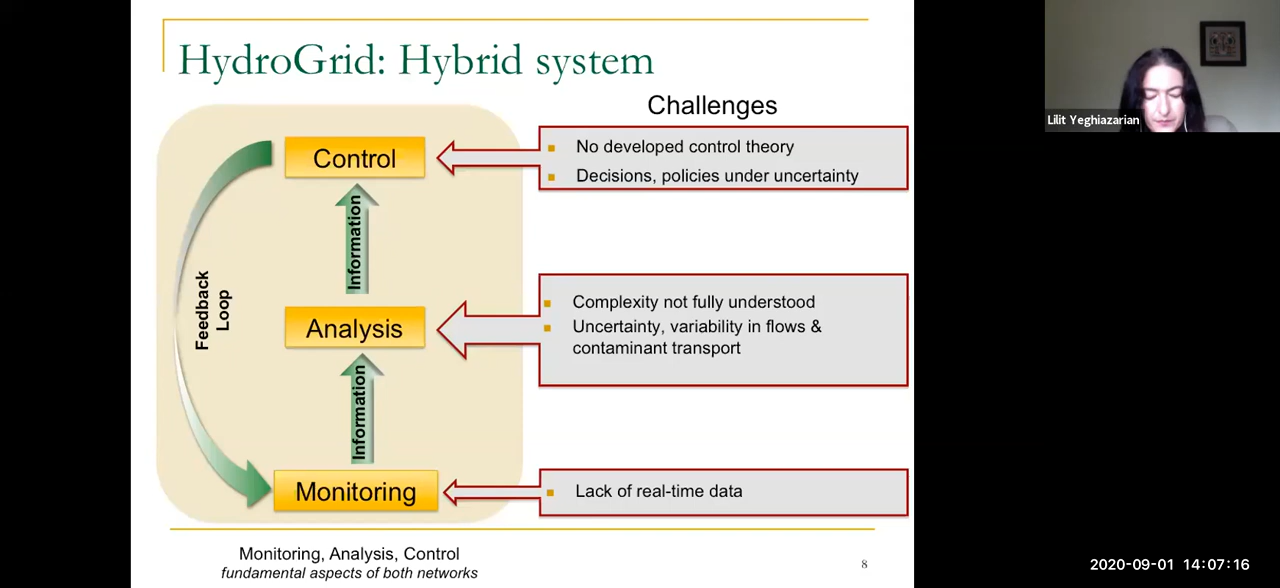 HydroGrid: Hybrid system
Challenges
Control
No developed control theory
Decisions, policies under uncertainty
Information
Feedback
Loop
Analysis
Complexity not fully understood
Uncertainty, variability in flows &
contaminant transport
Information
Monitoring
Lack of real-time data
Monitoring, Analysis, Control
fundamental aspects of both networks
8
Lilit Yeghiazarian
2020-09-01 14:07:16